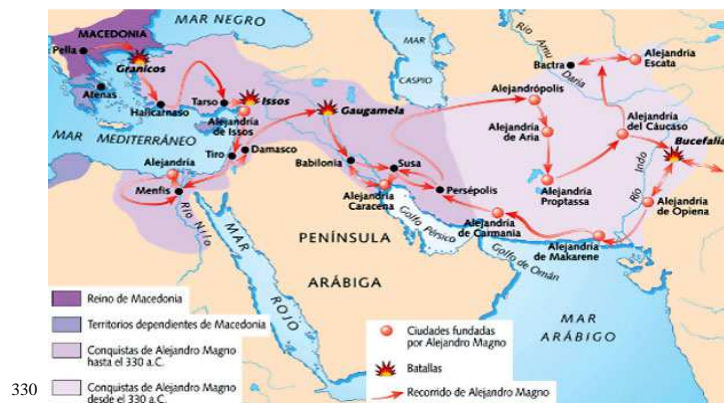 MAR NEGRO
MACEDONIA
Pella
Granicos
MAR
CASPIO
Río Amu
Daria
Bactra
Alejandría
Escata
Atenas
Halicarnaso
Tarso
Issos
Alejandría
de Issos
Gaugamela
Alejandrópolis
Alejandría
de Aria
Alejandría
del Cáucaso
Bucefalia
MAR MEDITERRÁNEO
Tiro
Damasco
Babilonia
Susa
Alejandría
Proptassa
Río Indo
Alejandría
Menfis
Alejandría
Caracena
Persépolis
Alejandría
de Opiena
Río Nilo
Golfo Pérsico
Alejandría
de Carmania
Alejandría
de Makarene
PENÍNSULA
ARÁBIGA
Golfo de Omán
MAR
ROJO
MAR
ARÁBIGO
Reino de Macedonia
Territorios dependientes de Macedonia
Conquistas de Alejandro Magno
hasta el 330 a.C.
Conquistas de Alejandro Magno
desde el 330 a.C.
Ciudades fundadas
por Alejandro Magno
Batallas
Recorrido de Alejandro Magno
330